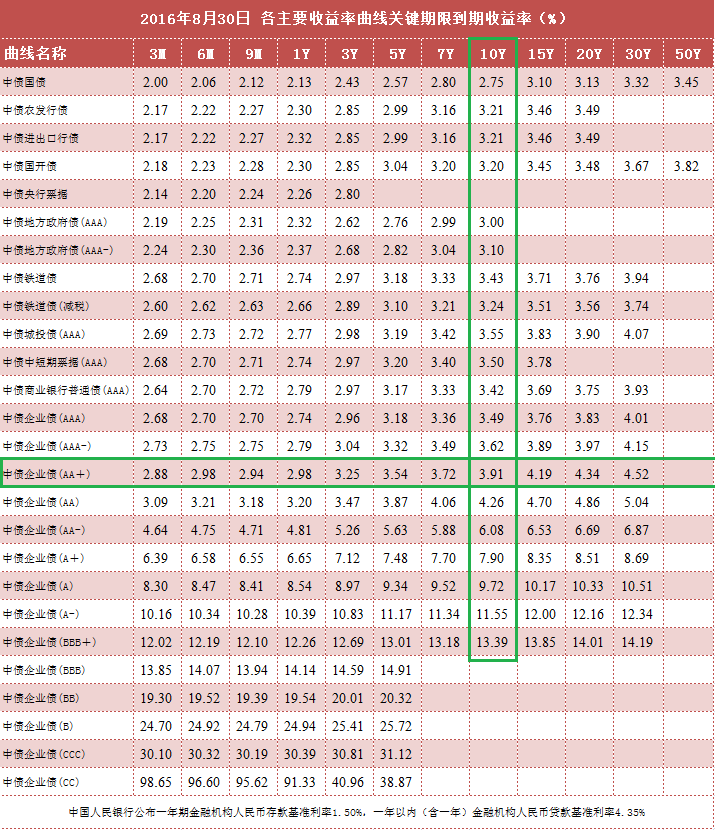 2016年8月30日 各主要收益率曲线关键期限到期收益率（%）
曲线名称 3M 6M 9M 1Y 3Y 5Y 7Y 10Y 15Y 20Y 30Y 50Y
中债国债 2.00 2.06 2.12 2.13 2.43 2.57 2.80 2.75 3.10 3.13 3.32 3.45
中债农发行债 2.17 2.22 2.27 2.30 2.85 2.99 3.16 3.21 3.46 3.49
中债进出口行债 2.17 2.22 2.27 2.32 2.85 2.99 3.16 3.21 3.46 3.49
中债国开债 2.18 2.23 2.28 2.30 2.85 3.04 3.20 3.20 3.45 3.48 3.67 3.82
中债央行票据 2.14 2.20 2.24 2.26 2.80
中债地方政府债(AAA) 2.19 2.25 2.31 2.32 2.62 2.76 2.99 3.00
中债地方政府债(AAA-) 2.24 2.30 2.36 2.37 2.68 2.82 3.04 3.10
中债铁道债 2.68 2.70 2.71 2.74 2.97 3.18 3.33 3.43 3.71 3.76 3.94
中债铁道债(减税) 2.60 2.62 2.63 2.66 2.89 3.10 3.21 3.24 3.51 3.56 3.74
中债城投债(AAA) 2.69 2.73 2.72 2.77 2.98 3.19 3.42 3.55 3.83 3.90 4.07
中债中短期票据(AAA) 2.68 2.70 2.71 2.74 2.97 3.20 3.40 3.50 3.78
中债商业银行普通债(AAA) 2.64 2.70 2.72 2.79 2.97 3.17 3.33 3.42 3.69 3.75 3.93
中债企业债(AAA) 2.68 2.70 2.70 2.74 2.96 3.18 3.36 3.49 3.76 3.83 4.01
中债企业债(AAA-) 2.73 2.75 2.75 2.79 3.04 3.32 3.49 3.62 3.89 3.97 4.15
中债企业债(AA＋) 2.88 2.98 2.94 2.98 3.25 3.54 3.72 3.91 4.19 4.34 4.52
中债企业债(AA) 3.09 3.21 3.18 3.20 3.47 3.87 4.06 4.26 4.70 4.86 5.04
中债企业债(AA-) 4.64 4.75 4.71 4.81 5.26 5.63 5.88 6.08 6.53 6.69 6.87
中债企业债(A＋) 6.39 6.58 6.55 6.65 7.12 7.48 7.70 7.90 8.35 8.51 8.69
中债企业债(A) 8.30 8.47 8.41 8.54 8.97 9.34 9.52 9.72 10.17 10.33 10.51
中债企业债(A-) 10.16 10.34 10.28 10.39 10.83 11.17 11.34 11.55 12.00 12.16 12.34
中债企业债(BBB＋) 12.02 12.19 12.10 12.26 12.69 13.01 13.18 13.39 13.85 14.01 14.19
中债企业债(BBB) 13.85 14.07 13.94 14.14 14.59 14.91
中债企业债(BB) 19.30 19.52 19.39 19.54 20.01 20.32
中债企业债(B) 24.70 24.92 24.79 24.94 25.41 25.72
中债企业债(CCC) 30.10 30.32 30.19 30.39 30.81 31.12
中债企业债(CC) 98.65 96.60 95.62 91.33 40.96 38.87
中国人民银行公布一年期金融机构人民币存款基准利率1.50%，一年以内（含一年）金融机构人民币贷款基准利率4.35%